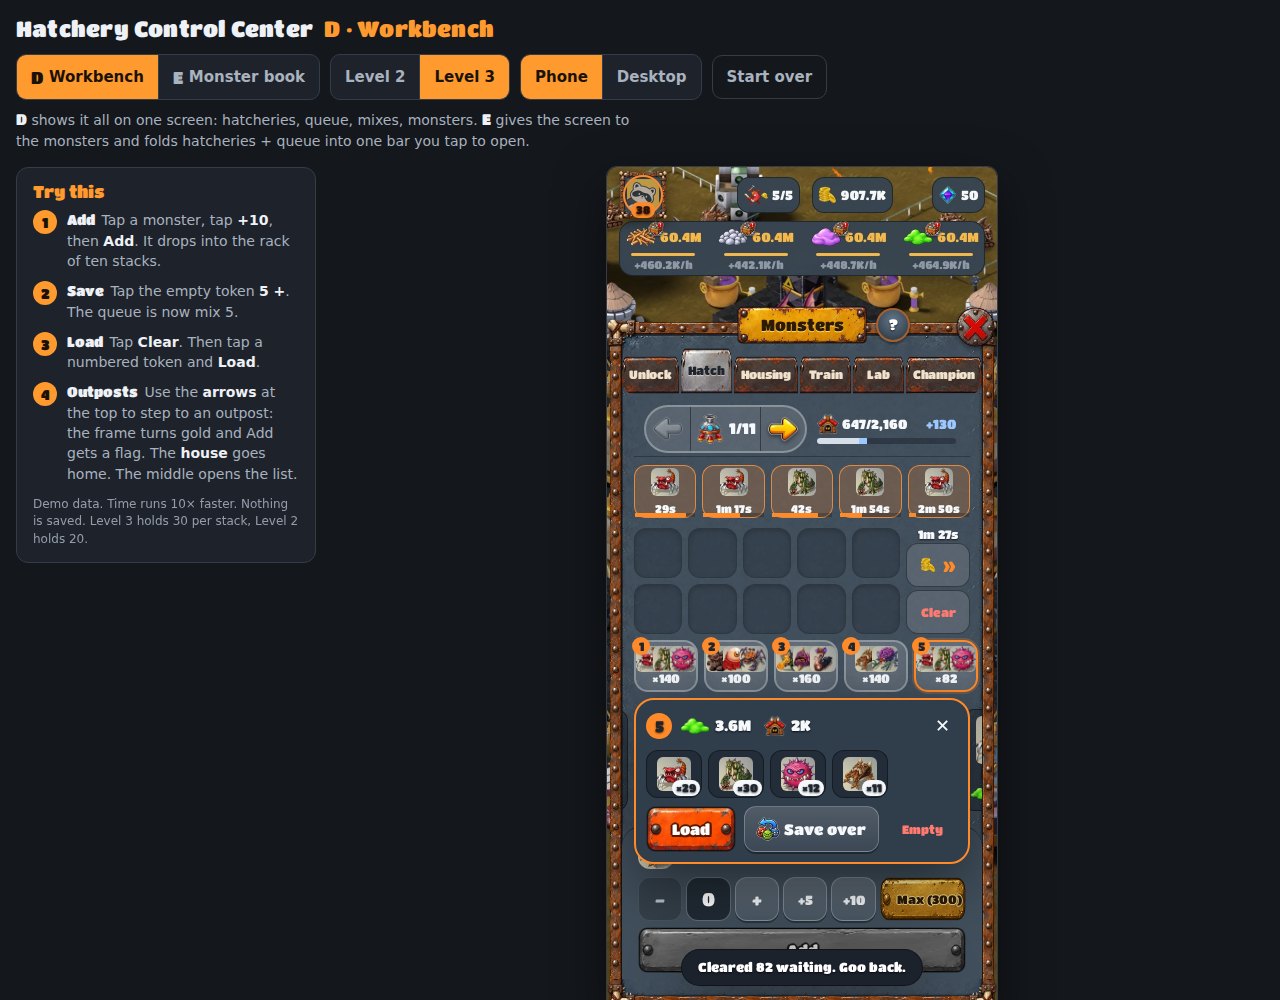 Hatchery Control Center D · Workbench
D Workbench
E Monster book
Level 2
Level 3
Phone
Desktop
Start over
D shows it all on one screen: hatcheries, queue, mixes, monsters. E gives the screen to
the monsters and folds hatcheries + queue into one bar you tap to open.
Try this
1 Add Tap a monster, tap +10,
then Add. It drops into the rack
of ten stacks.
2 Save Tap the empty token 5 +.
The queue is now mix 5.
3 Load Tap Clear. Then tap a
numbered token and Load.
4 Outposts Use the arrows at
the top to step to an outpost:
the frame turns gold and Add
gets a flag. The house goes
home. The middle opens the list.
Demo data. Time runs 10× faster. Nothing
is saved. Level 3 holds 30 per stack, Level 2
holds 20.
30
5/5
907.7K
50
60.4M
60.4M
60.4M
60.4M
+460.2K/h
+442.1K/h
+448.7K/h
+464.9K/h
Monsters
?
Unlock
Hatch
Housing
Train
Lab
Champion
1/11
647/2,160
+130
29s
1m 17s
42s
1m 54s
2m 50s
1m 27s
»
Clear
1
2
3
4
5
×140
×100
×160
×140
×82
5
3.6M
2K
×
×29
×30
×12
×11
Load
Save over
Empty
−
0
+
+5
+10
Max (300)
Add
Cleared 82 waiting. Goo back.